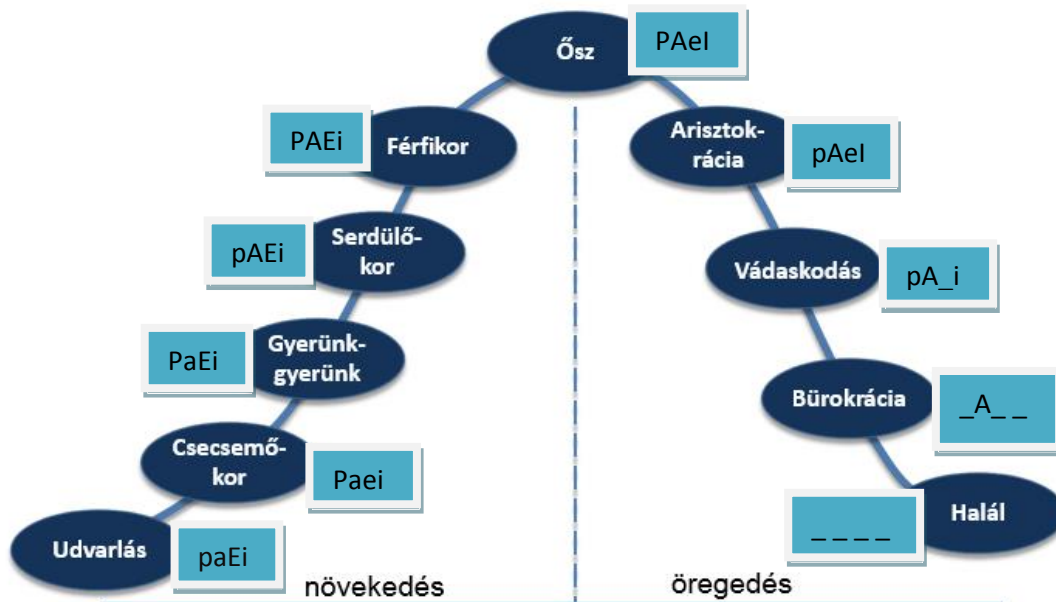 Ősz
PAeI
Férfikor
PAEi
Arisztok-
rácia
pAeI
Serdülő-
kor
pAEi
Vádaskodás
pA_i
Gyerünk-
gyerünk
PaEi
Bürokrácia
_A_ _
Csecsemő-
kor
Paei
Halál
_ _ _ _
Udvarlás
paEi
növekedés
öregedés